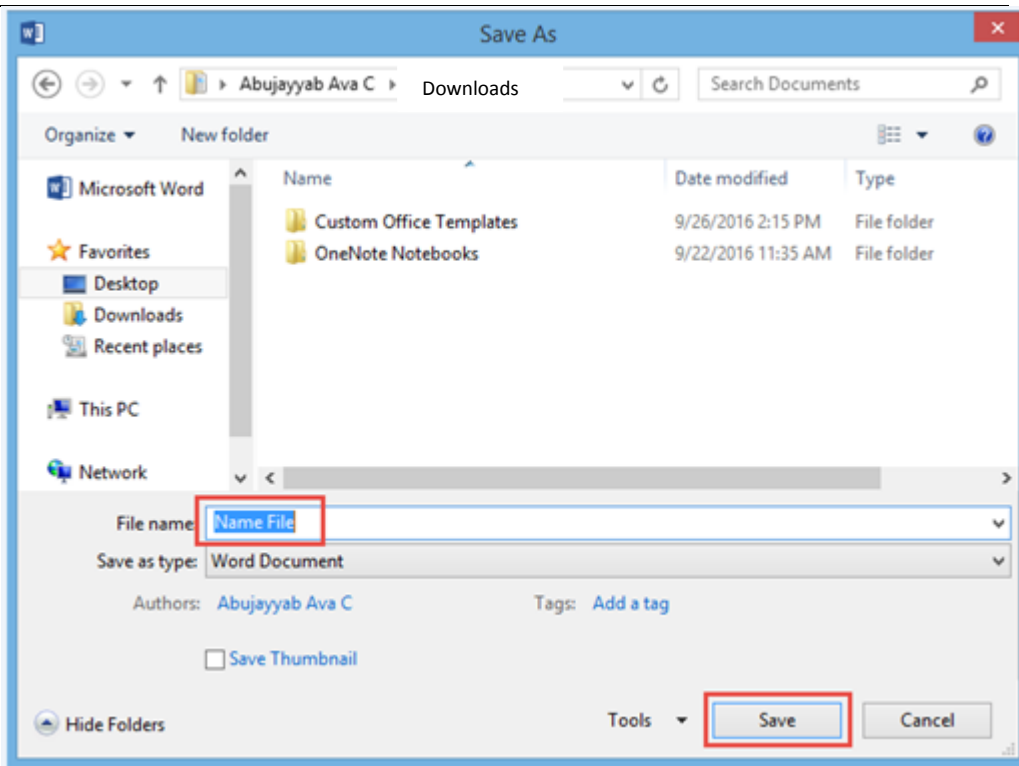 Save As
Abujayyab Ava C Downloads Search Documents
Organize New folder
Name Date modified Type
Microsoft Word
Custom Office Templates 9/26/2016 2:15 PM File folder
Favorites OneNote Notebooks 9/22/2016 11:35 AM File folder
Desktop
Downloads
Recent places
This PC
Network
File name: Name File
Save as type: Word Document
Authors: Abujayyab Ava C Tags: Add a tag
Save Thumbnail
Hide Folders Tools Save Cancel